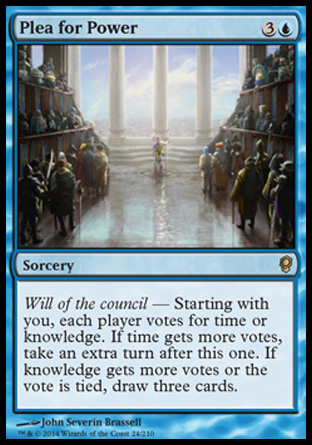 Plea for Power 3
Sorcery
Will of the council — Starting with
you, each player votes for time or
knowledge. If time gets more votes,
take an extra turn after this one. If
knowledge gets more votes or the
vote is tied, draw three cards.
John Severin Brassell
™ & © 2014 Wizards of the Coast 24/210